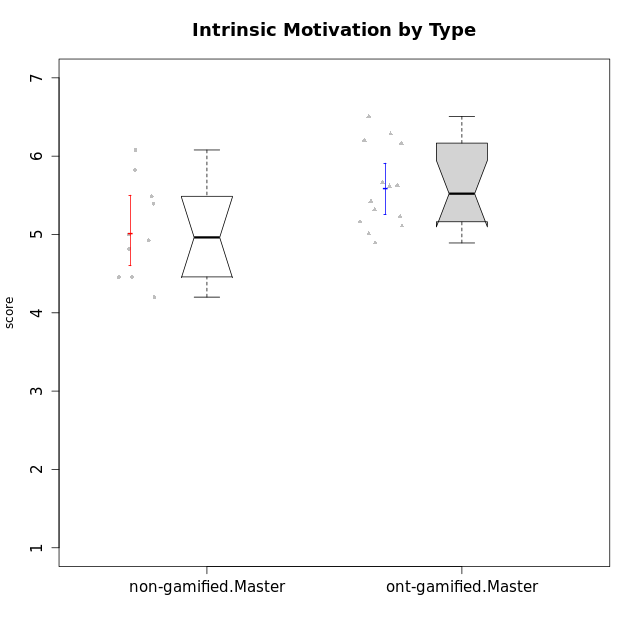 Intrinsic Motivation by Type
7
6
5
4
3
2
1
score
non-gamified.Master
ont-gamified.Master